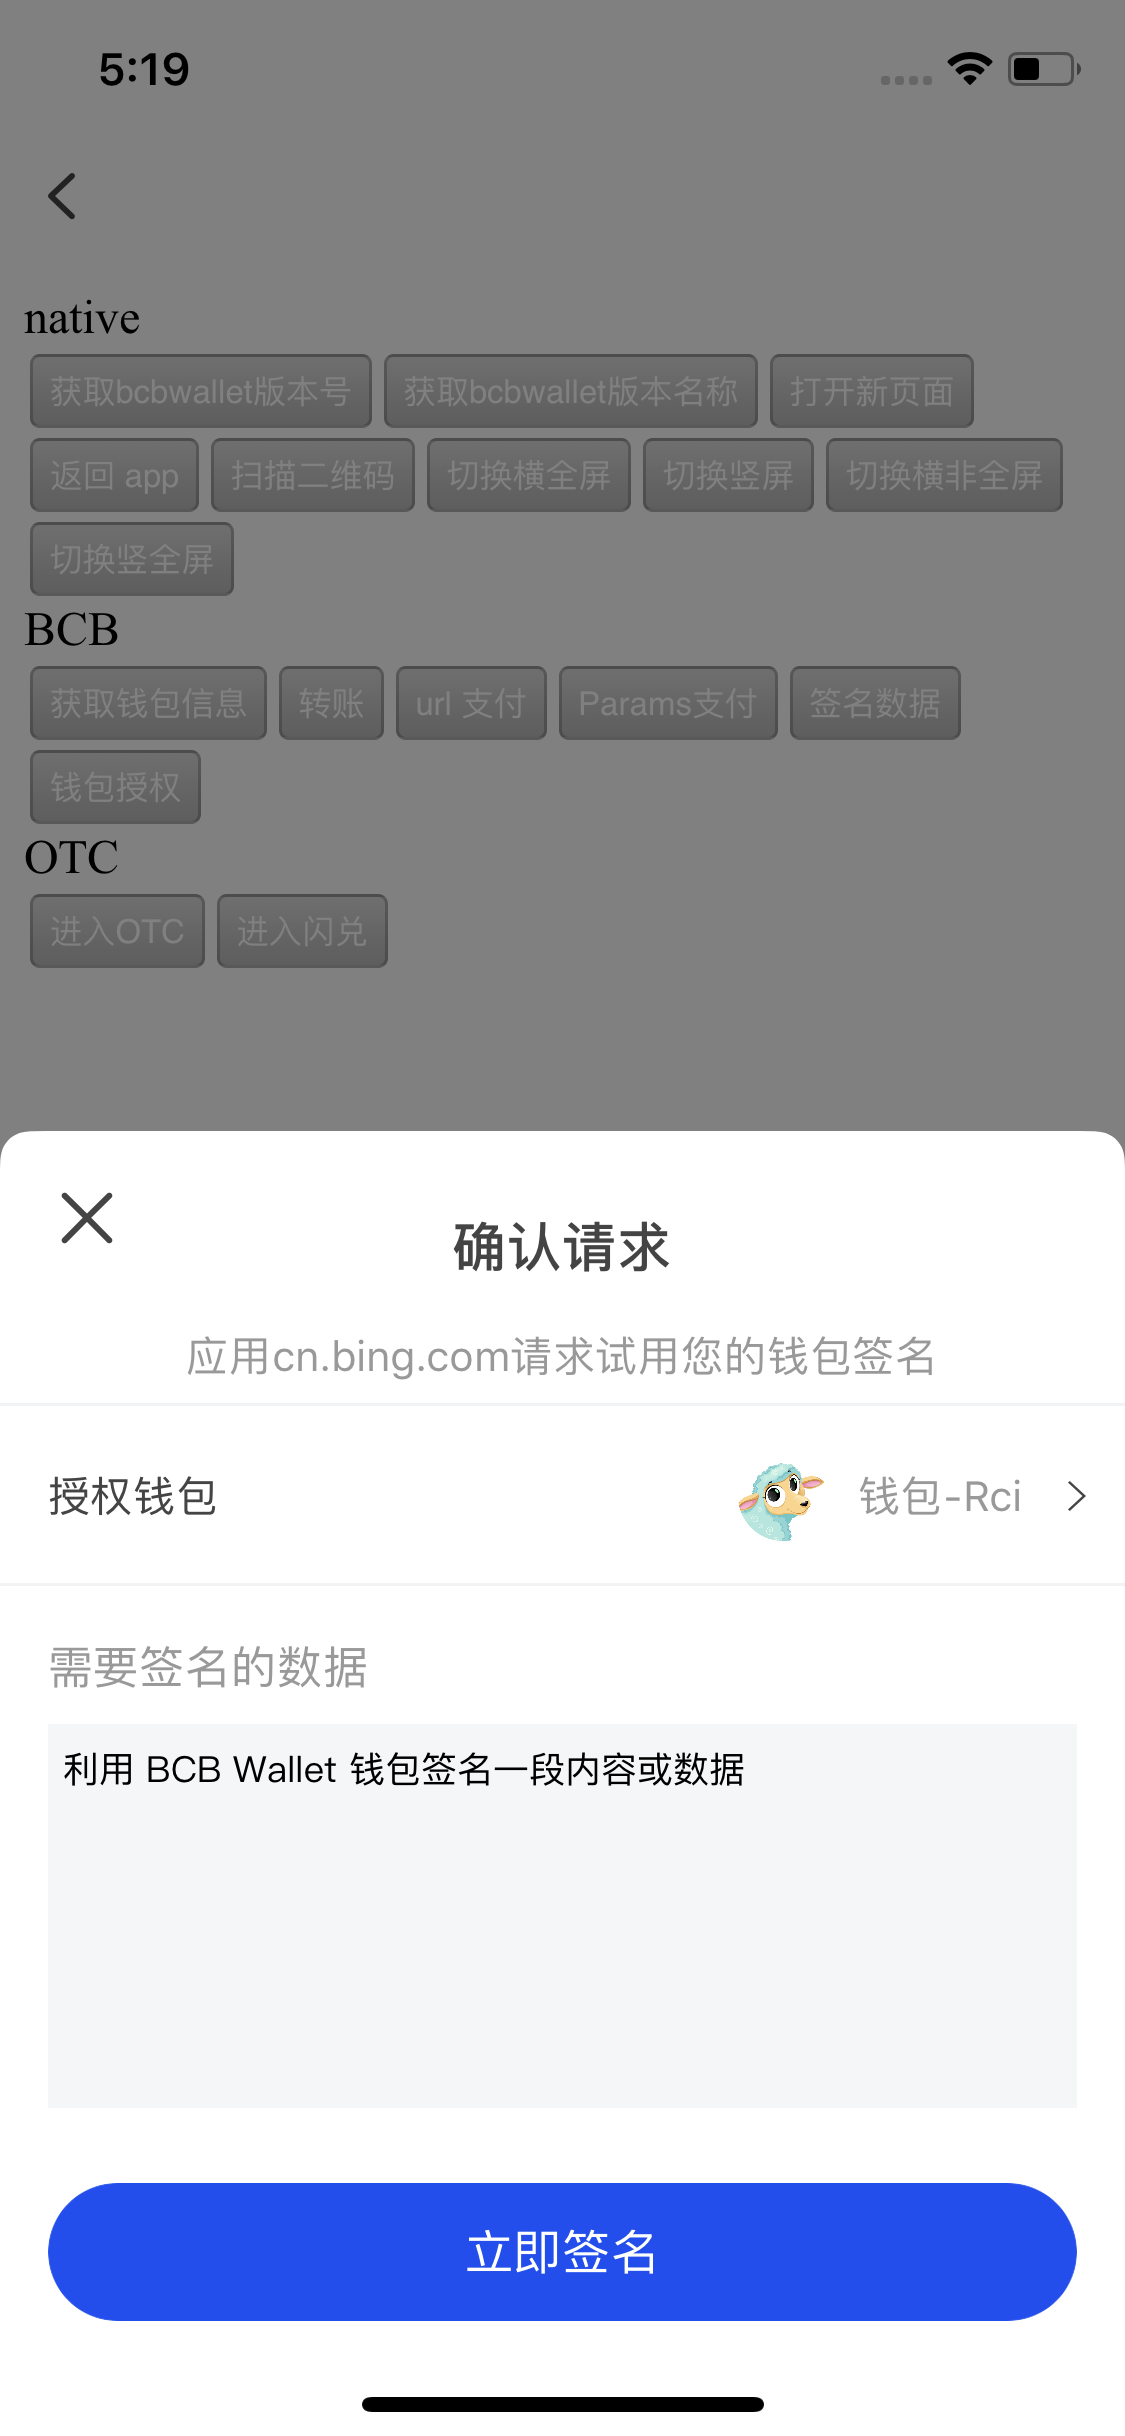 5:19
native
获取bcbwallet版本号 获取bcbwallet版本名称 打开新页面
返回 app 扫描二维码 切换横全屏 切换竖屏 切换横非全屏
切换竖全屏
BCB
获取钱包信息 转账 url 支付 Params支付 签名数据
钱包授权
OTC
进入OTC 进入闪兑
确认请求
应用cn.bing.com请求试用您的钱包签名
授权钱包 钱包-Rci
需要签名的数据
利用 BCB Wallet 钱包签名一段内容或数据
立即签名